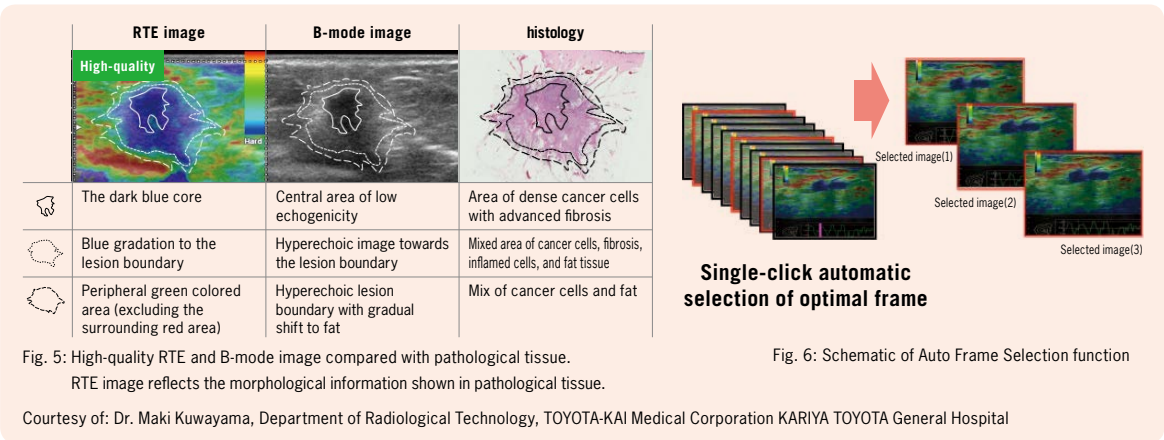 RTE image
B-mode image
histology
High-quality
Hard
The dark blue core
Central area of low
echogenicity
Area of dense cancer cells
with advanced fibrosis
Blue gradation to the
lesion boundary
Hyperechoic image towards
the lesion boundary
Mixed area of cancer cells, fibrosis,
inflamed cells, and fat tissue
Peripheral green colored
area (excluding the
surrounding red area)
Hyperechoic lesion
boundary with gradual
shift to fat
Mix of cancer cells and fat
Fig. 5: High-quality RTE and B-mode image compared with pathological tissue.
RTE image reflects the morphological information shown in pathological tissue.
Selected image(1)
Selected image(2)
Selected image(3)
Single-click automatic
selection of optimal frame
Fig. 6: Schematic of Auto Frame Selection function
Courtesy of: Dr. Maki Kuwayama, Department of Radiological Technology, TOYOTA-KAI Medical Corporation KARIYA TOYOTA General Hospital